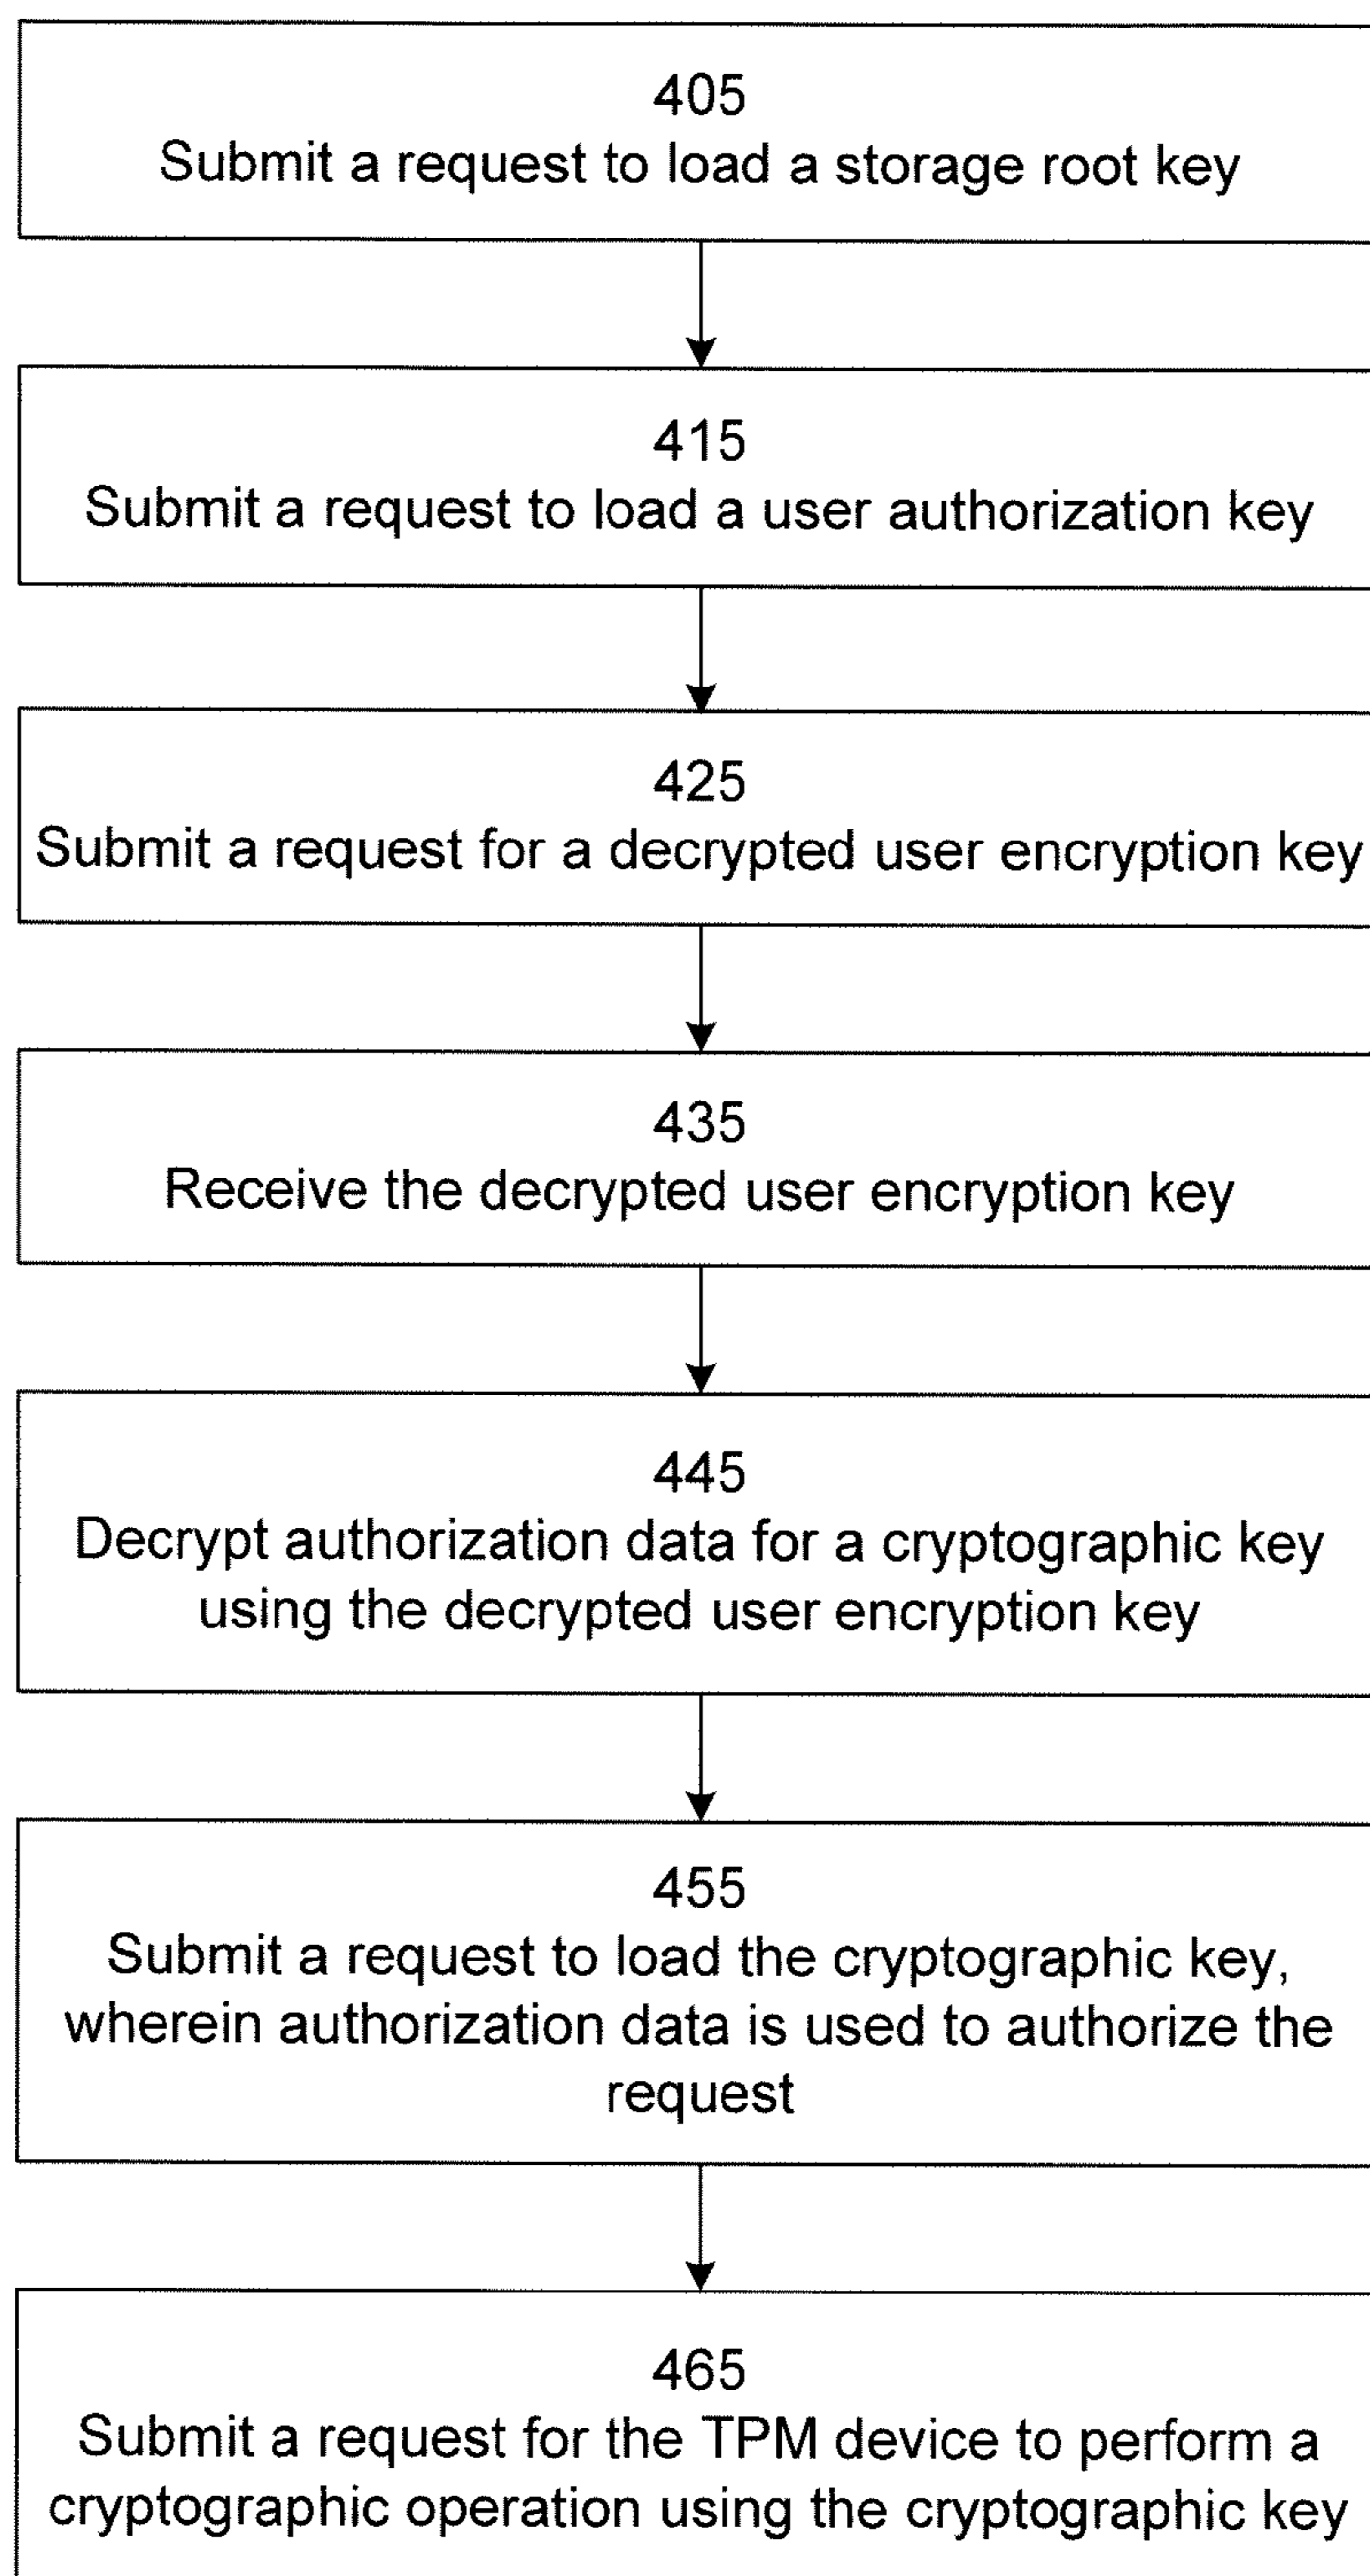 405
Submit a request to load a storage root key
415
Submit a request to load a user authorization key
425
Submit a request for a decrypted user encryption key
435
Receive the decrypted user encryption key
445
Decrypt authorization data for a cryptographic key
using the decrypted user encryption key
455
Submit a request to load the cryptographic key,
wherein authorization data is used to authorize the
request
465
Submit a request for the TPM device to perform a
cryptographic operation using the cryptographic key